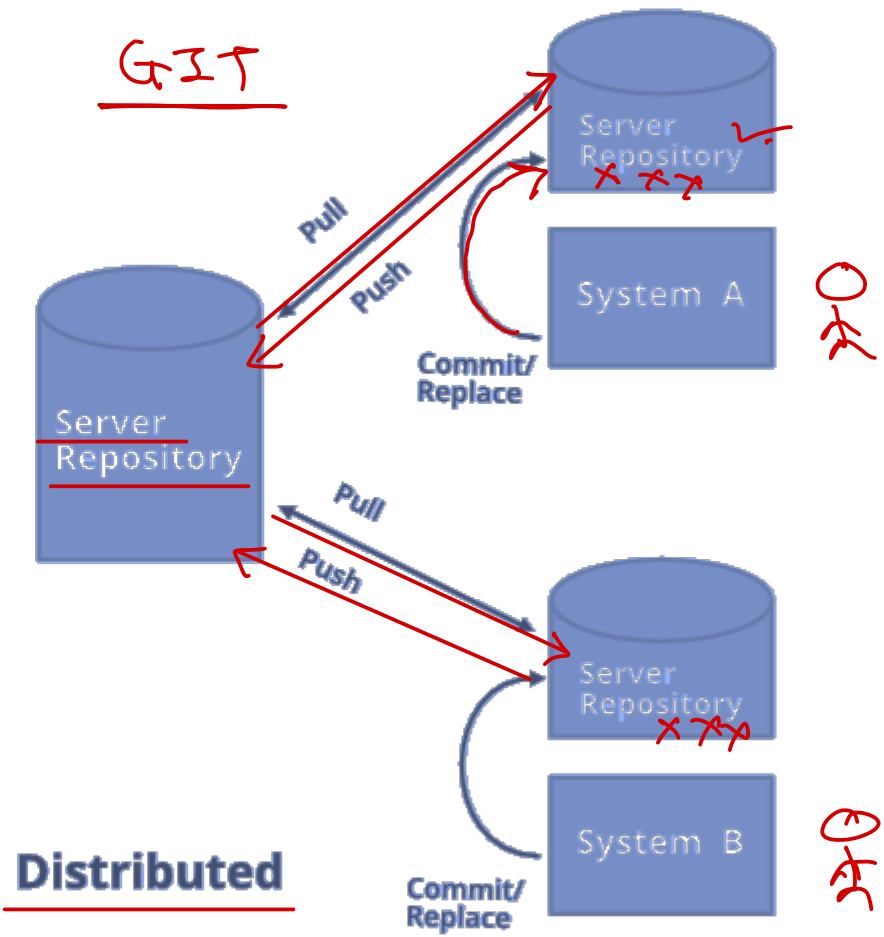 GIT
Server
Repository
Pull
Push
System A
Commit/
Replace
Server
Repository
Pull
Push
Server
Repository
System B
Commit/
Replace
Distributed